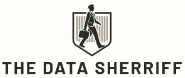 THE DATA SHERRIFF